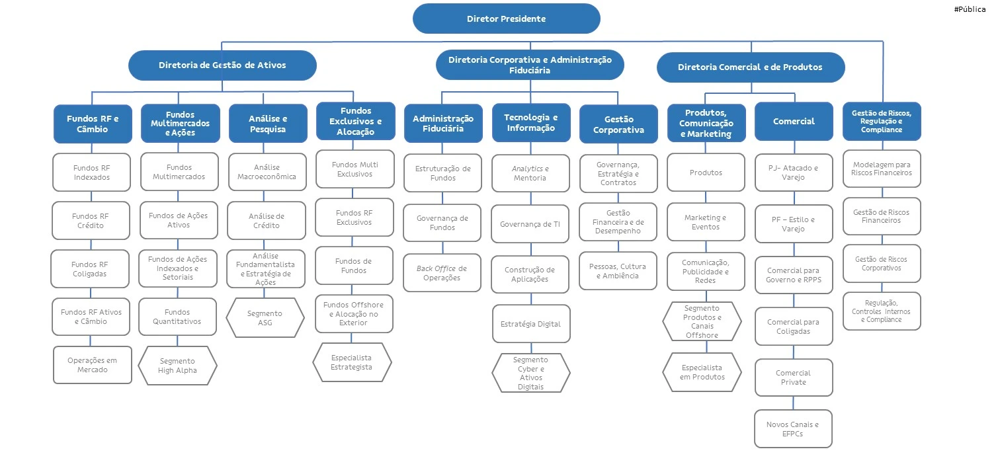 #Pública
Diretor Presidente
Diretoria de Gestão de Ativos
Diretoria Corporativa e Administração
Fiduciária
Diretoria Comercial e de Produtos
Fundos RF e
Câmbio
Fundos RF
Indexados
Fundos RF
Crédito
Fundos RF
Coligadas
Fundos RF Ativos
e Câmbio
Operações em
Mercado
Fundos
Multimercados
e Ações
Fundos
Multimercados
Fundos de Ações
Ativos
Fundos de Ações
Indexados e
Setoriais
Fundos
Quantitativos
Segmento
High Alpha
Análise e
Pesquisa
Análise
Macroeconômica
Análise de
Crédito
Análise
Fundamentalista
e Estratégia de
Ações
Segmento
ASG
Fundos
Exclusivos e
Alocação
Fundos Multi
Exclusivos
Fundos RF
Exclusivos
Fundos de
Fundos
Fundos Offshore
e Alocação no
Exterior
Especialista
Estrategista
Administração
Fiduciária
Estruturação de
Fundos
Governança de
Fundos
Back Office de
Operações
Tecnologia e
Informação
Analytics e
Mentoria
Governança de TI
Construção de
Aplicações
Estratégia Digital
Segmento
Cyber e
Ativos
Digitais
Gestão
Corporativa
Governança,
Estratégia e
Contratos
Gestão
Financeira e de
Desempenho
Pessoas, Cultura
e Ambiência
Produtos,
Comunicação
e Marketing
Produtos
Marketing e
Eventos
Comunicação,
Publicidade e
Redes
Segmento
Produtos e
Canais
Offshore
Especialista
em Produtos
Comercial
PJ- Atacado e
Varejo
PF – Estilo e
Varejo
Comercial para
Governo e RPPS
Comercial para
Coligadas
Comercial
Private
Novos Canais e
EFPCs
Gestão de Riscos,
Regulação e
Compliance
Modelagem para
Riscos Financeiros
Gestão de Riscos
Financeiros
Gestão de Riscos
Corporativos
Regulação,
Controles Internos
e Compliance